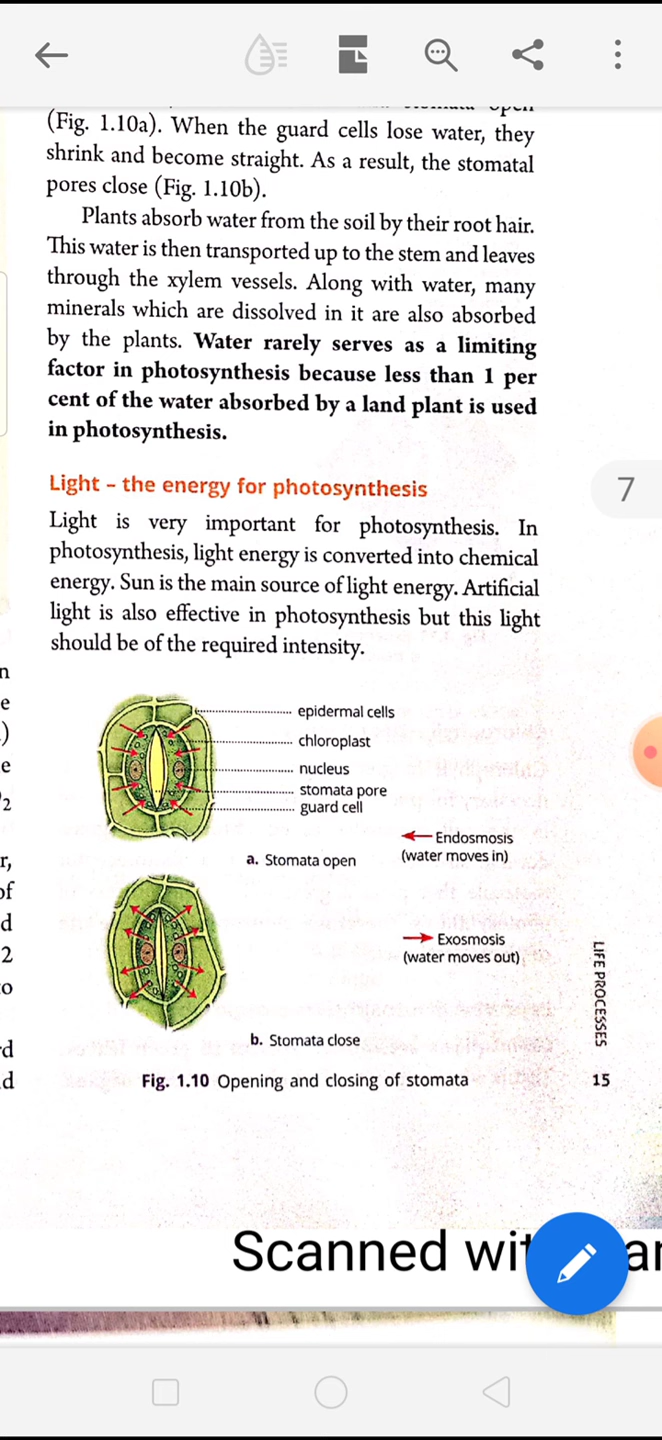 (Fig. 1.10a). When the guard cells lose water, they
shrink and become straight. As a result, the stomatal
pores close (Fig. 1.10b).
Plants absorb water from the soil by their root hair.
This water is then transported up to the stem and leaves
through the xylem vessels. Along with water, many
minerals which are dissolved in it are also absorbed
by the plants. Water rarely serves as a limiting
factor in photosynthesis because less than 1 per
cent of the water absorbed by a land plant is used
in photosynthesis.
Light – the energy for photosynthesis
7
Light is very important for photosynthesis. In
photosynthesis, light energy is converted into chemical
energy. Sun is the main source of light energy. Artificial
light is also effective in photosynthesis but this light
should be of the required intensity.
n
e
)
e
2
r,
of
d
2
o
d
d
epidermal cells
chloroplast
nucleus
stomata pore
guard cell
Endosmosis
(water moves in)
a. Stomata open
Exosmosis
(water moves out)
b. Stomata close
Fig. 1.10 Opening and closing of stomata
LIFE PROCESSES
15
Scanned